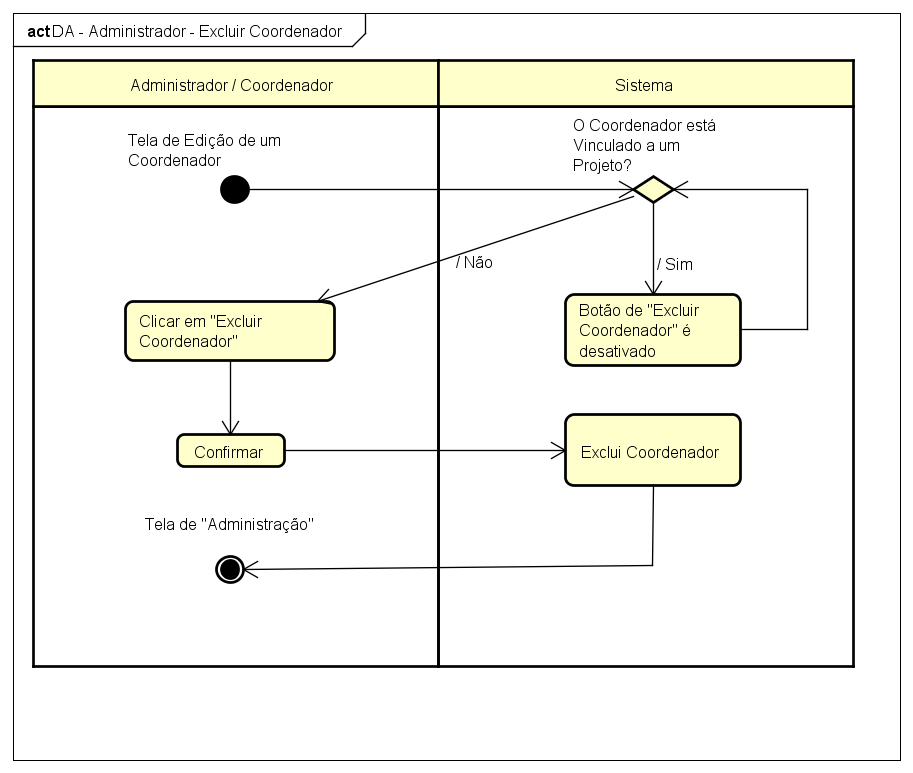 act DA - Administrador - Excluir Coordenador
Administrador / Coordenador
Sistema
Tela de Edição de um
Coordenador
O Coordenador está
Vinculado a um
Projeto?
/ Não
/ Sim
Clicar em "Excluir
Coordenador"
Botão de "Excluir
Coordenador" é
desativado
Confirmar
Exclui Coordenador
Tela de "Administração"